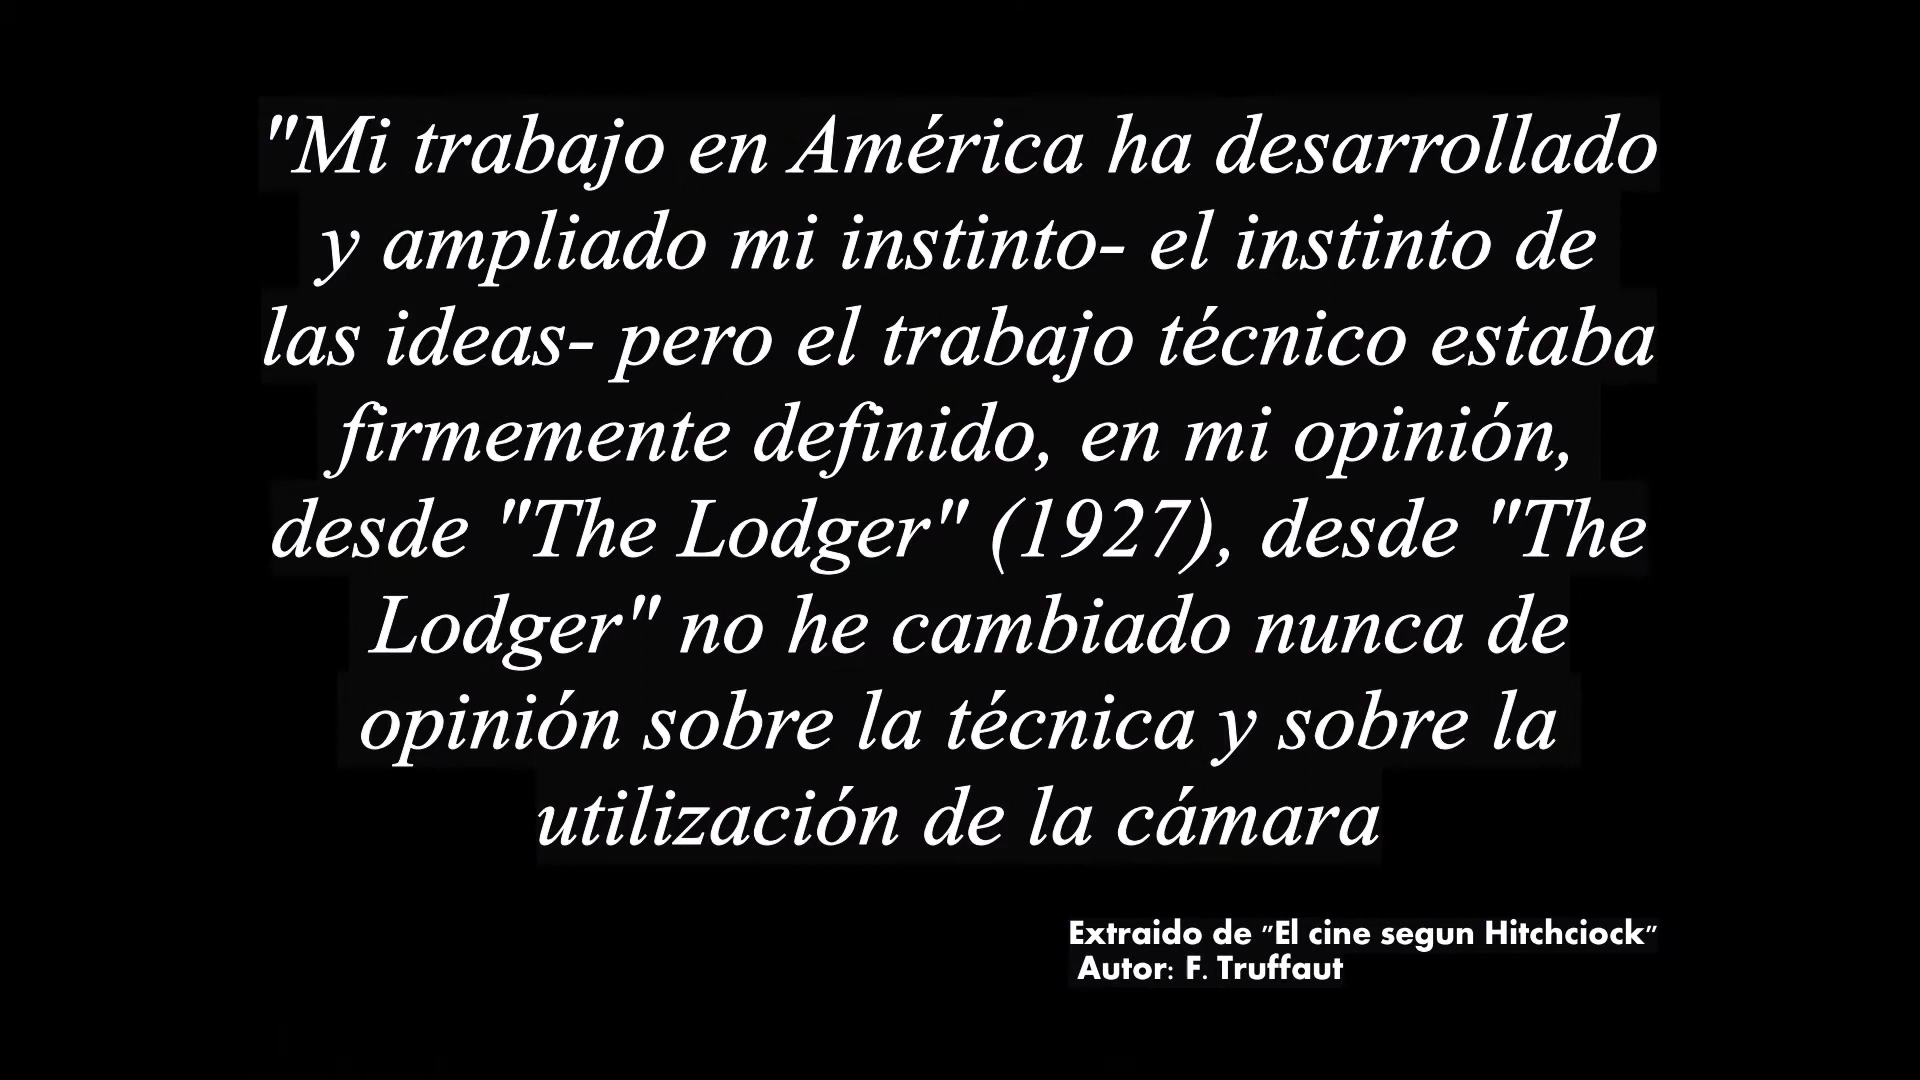 "Mi trabajo en América ha desarrollado
y ampliado mi instinto- el instinto de
las ideas- pero el trabajo técnico estaba
firmemente definido, en mi opinión,
desde "The Lodger" (1927), desde "The
Lodger" no he cambiado nunca de
opinión sobre la técnica y sobre la
utilización de la cámara
Extraido de "El cine segun Hitchciock"
Autor: F. Truffaut